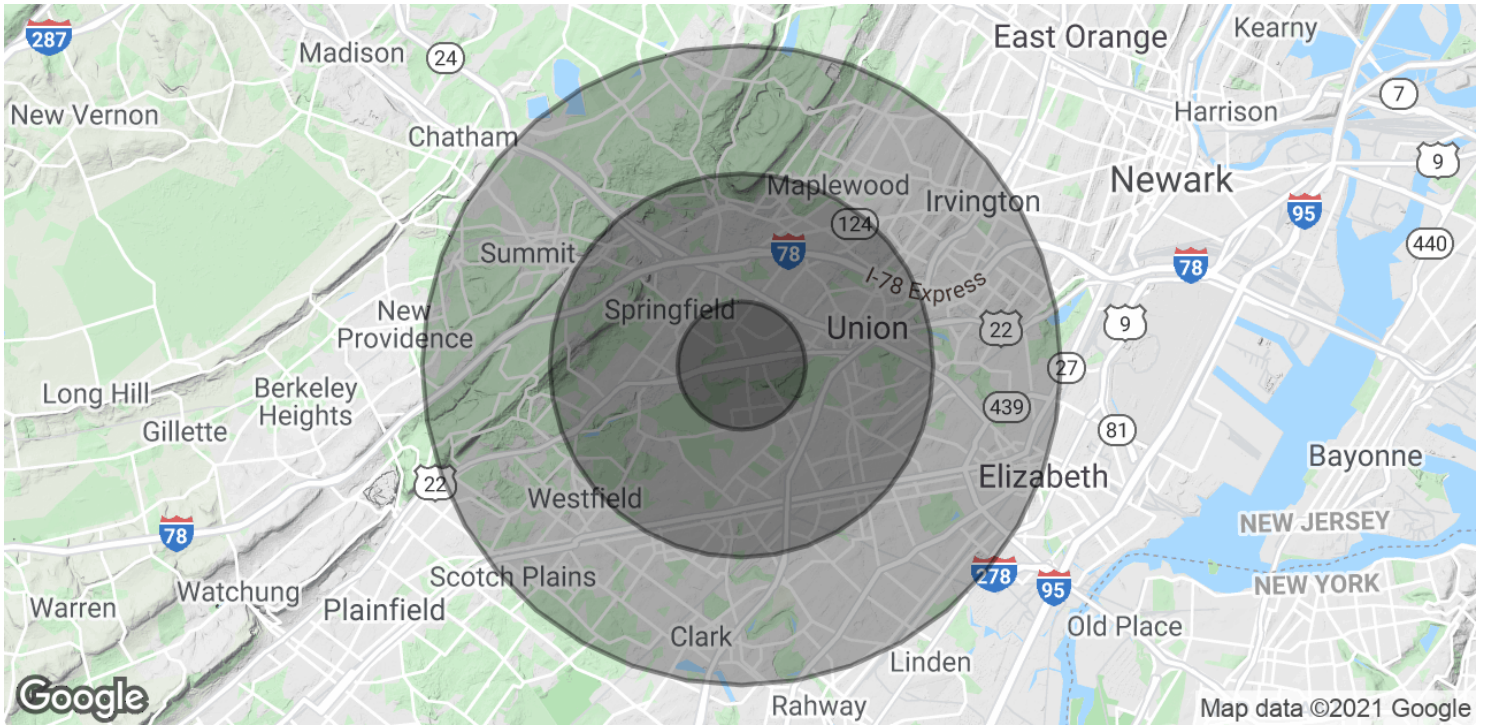 287
Madison
24
East Orange
Kearny
New Vernon
Chatham
Harrison
7
9
Maplewood
Newark
Irvington
95
124
440
Summit
78
78
I-78 Express
Springfield
New
Providence
Union
22
9
27
Long Hill
Berkeley
Heights
439
Gillette
81
Bayonne
22
Elizabeth
Westfield
NEW JERSEY
78
Scotch Plains
278
95
NEW YORK
Watchung
Warren
Plainfield
Clark
Old Place
Linden
Google
Rahway
Map data ©2021 Google